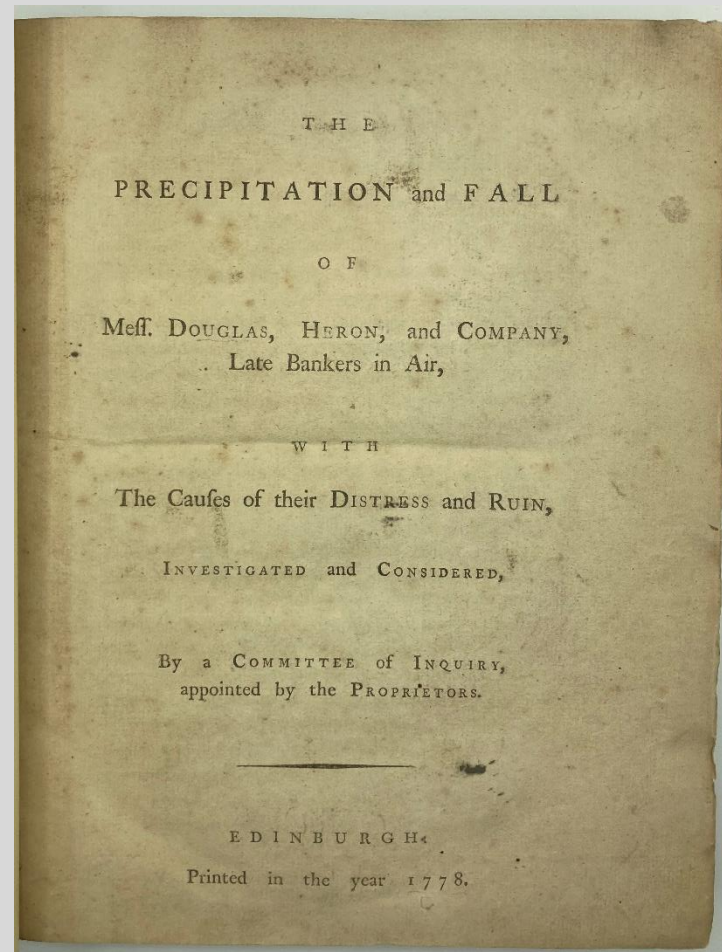 THE
PRECIPITATION and FALL
OF
Meſſ. DOUGLAS, HERON, and COMPANY,
Late Bankers in Air,
WITH
The Cauſes of their DISTRESS and RUIN,
INVESTIGATED and CONSIDERED,
By a COMMITTEE of INQUIRY,
appointed by the PROPRIETORS.
EDINBURGH:
Printed in the year 1778.